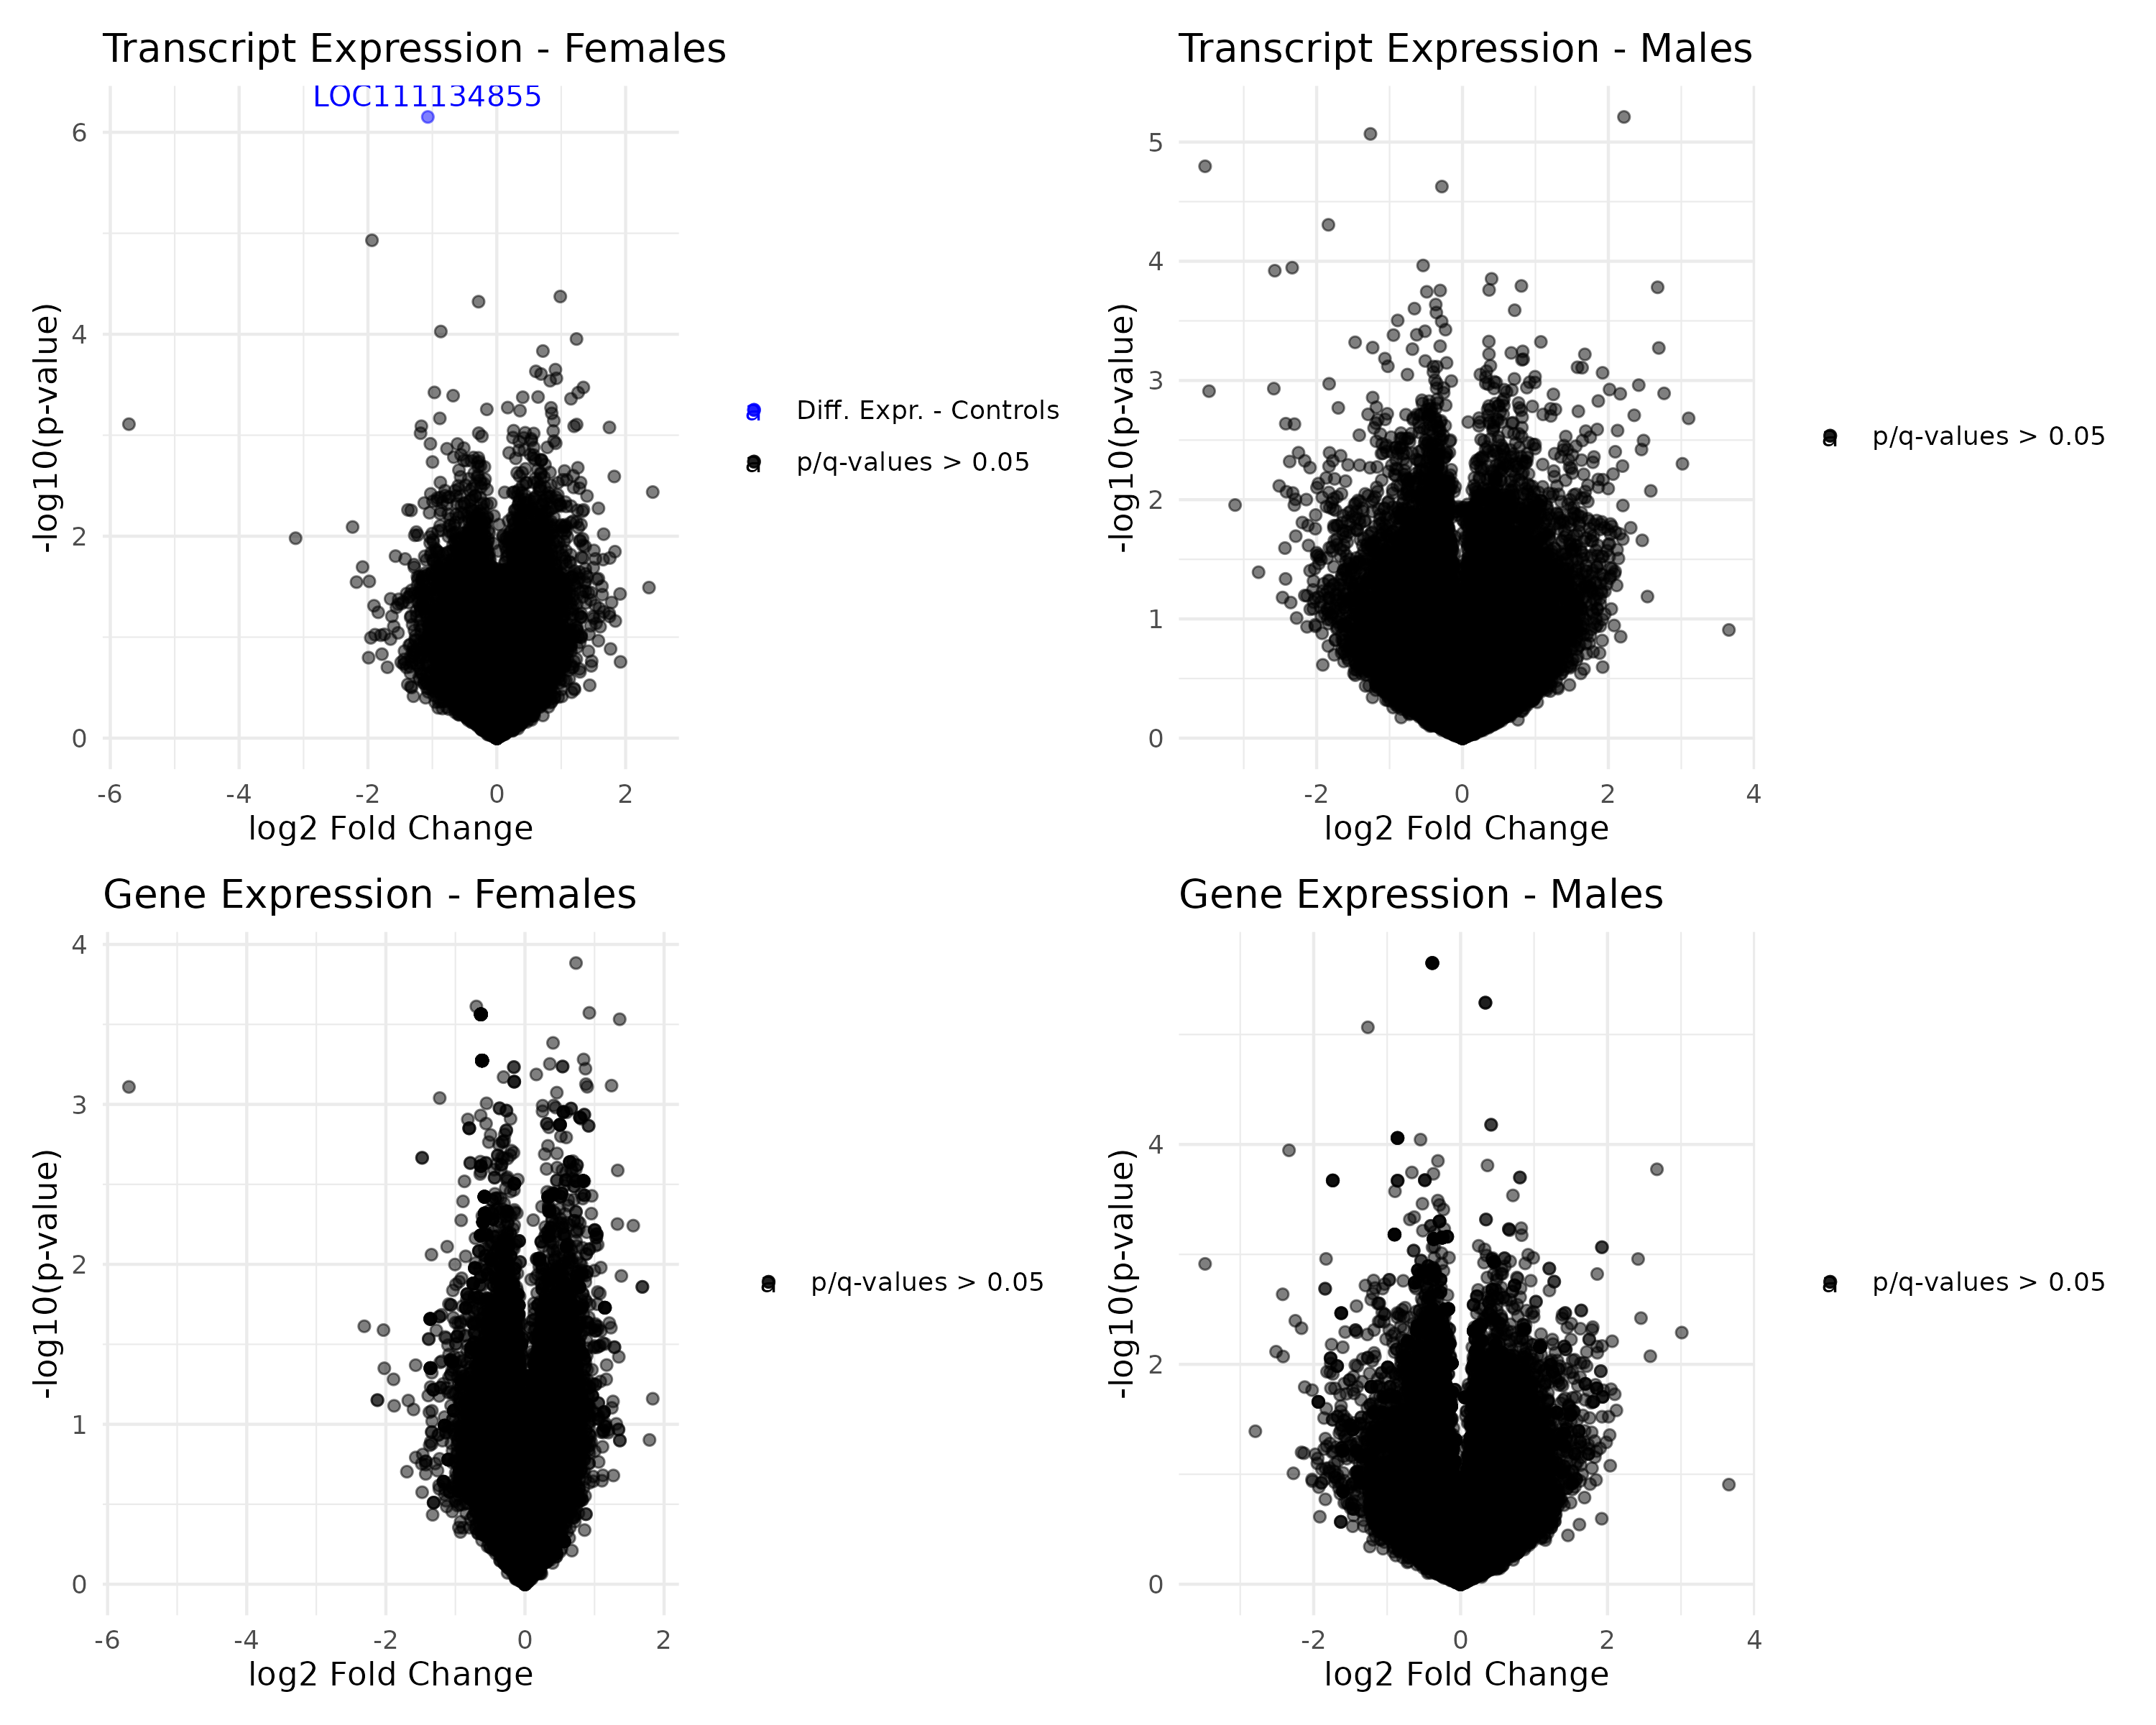 Transcript Expression - Females
LOC111134855
6
4
2
0
-log10(p-value)
-6 -4 -2 0 2
log2 Fold Change
a Diff. Expr. - Controls
a p/q-values > 0.05
Transcript Expression - Males
5
4
3
2
1
0
-log10(p-value)
-2 0 2 4
log2 Fold Change
a p/q-values > 0.05
Gene Expression - Females
4
3
2
1
0
-log10(p-value)
-6 -4 -2 0 2
log2 Fold Change
a p/q-values > 0.05
Gene Expression - Males
4
2
0
-log10(p-value)
-2 0 2 4
log2 Fold Change
a p/q-values > 0.05